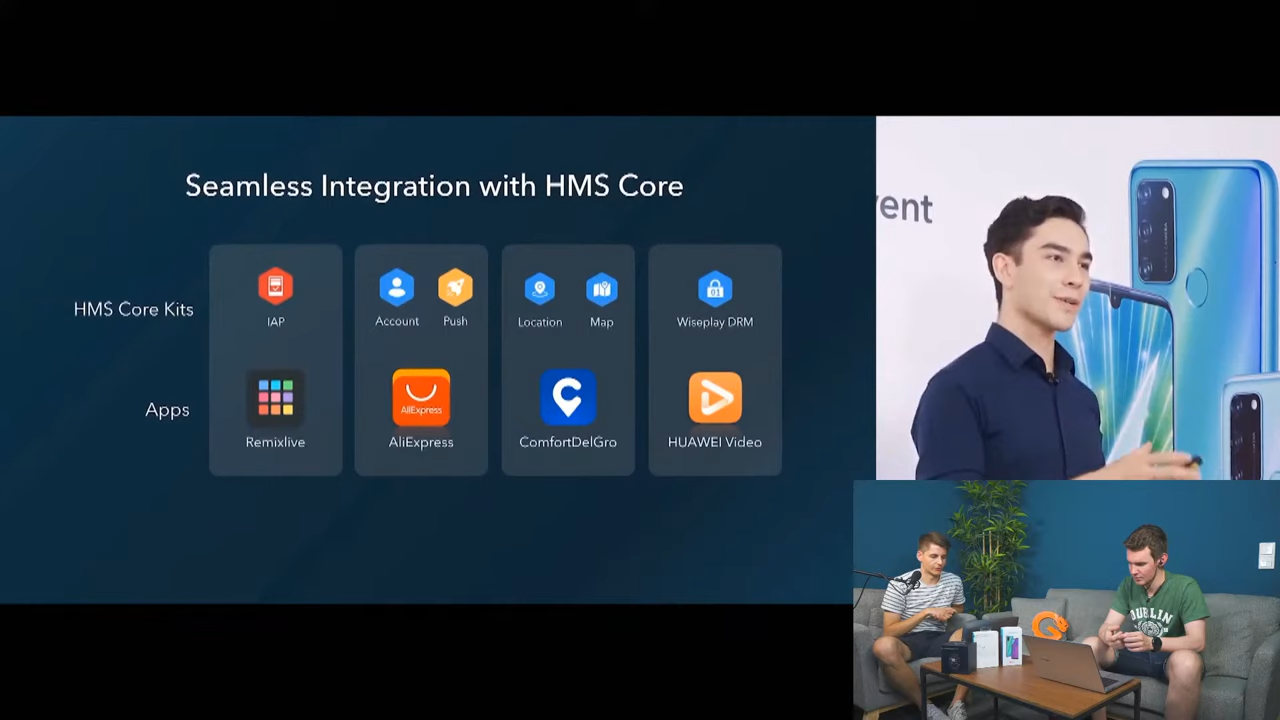 Seamless Integration with HMS Core
HMS Core Kits
IAP
Account
Push
Location
Map
Wiseplay DRM
Apps
AliExpress
Remixlive
AliExpress
ComfortDelGro
HUAWEI Video
vent
DUBLIN